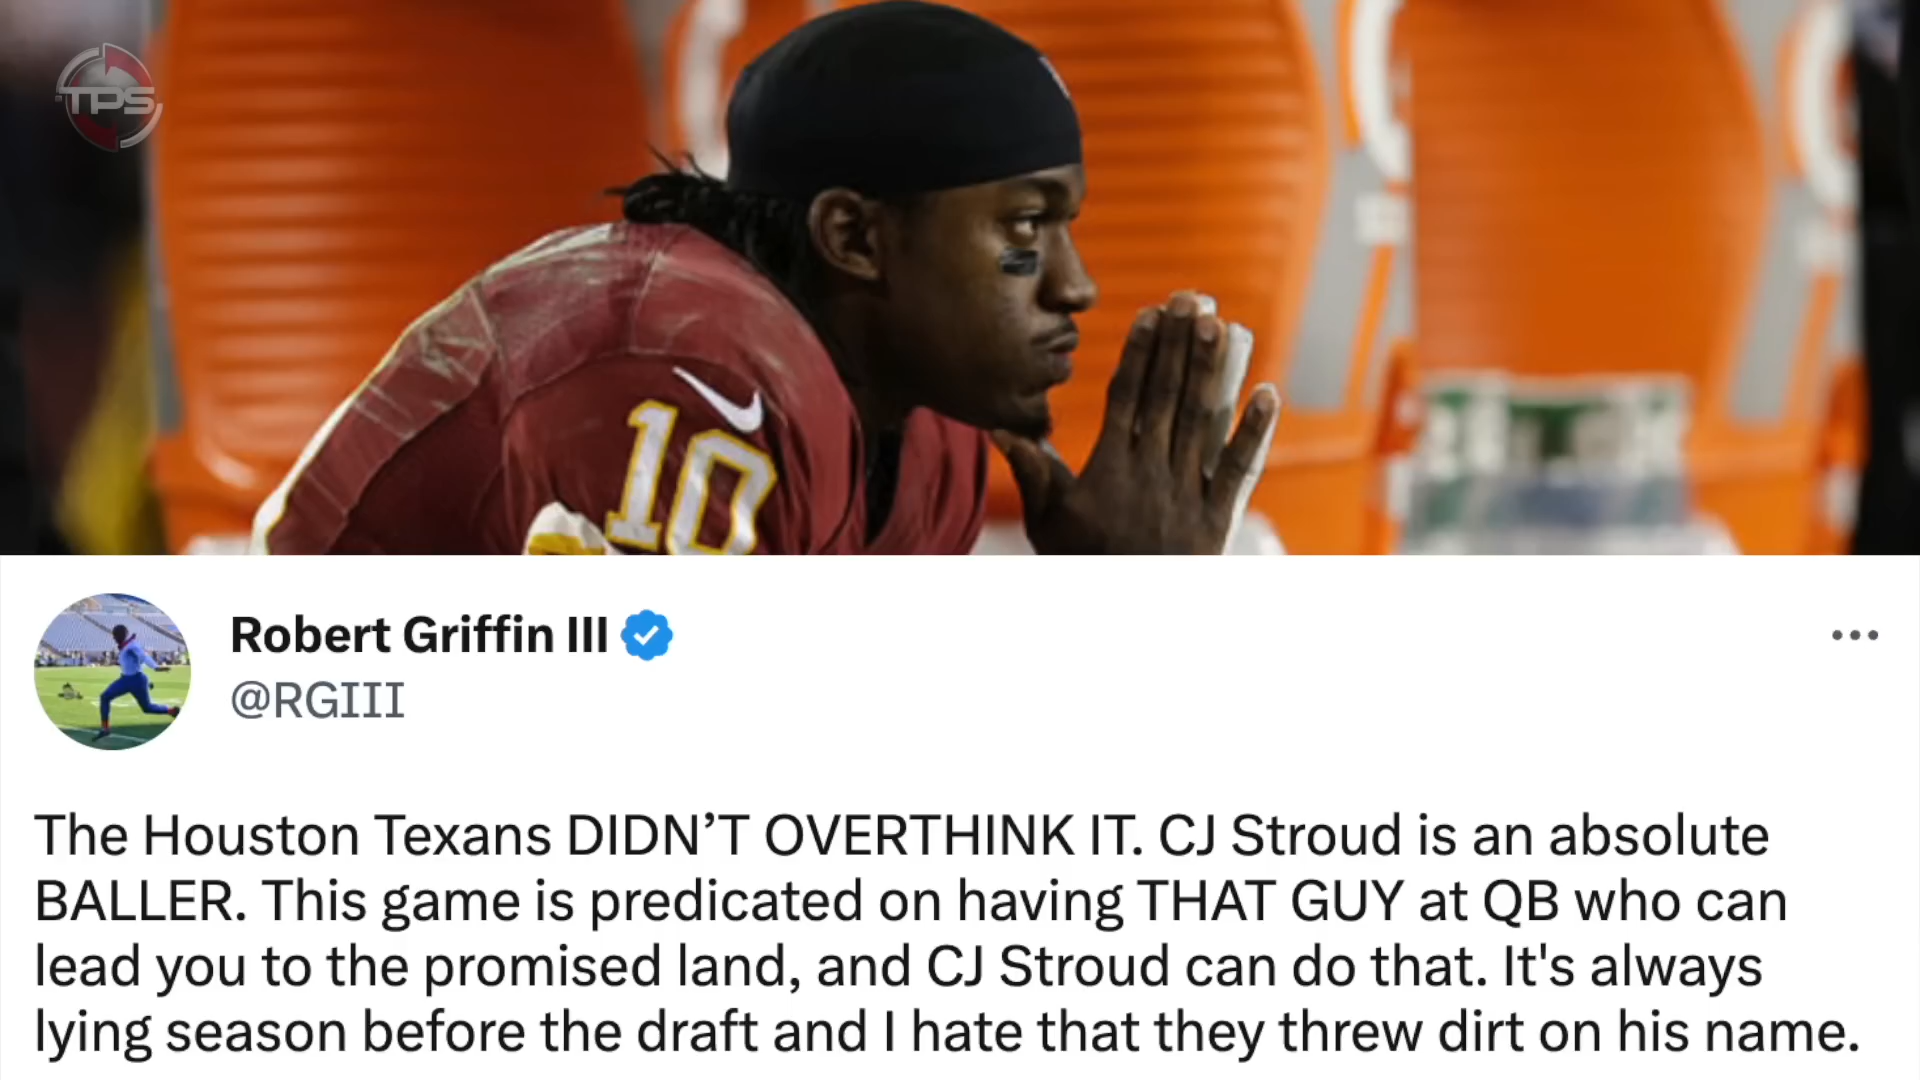 TPS
10
Robert Griffin III
@RGIII
The Houston Texans DIDN’T OVERTHINK IT. CJ Stroud is an absolute
BALLER. This game is predicated on having THAT GUY at QB who can
lead you to the promised land, and CJ Stroud can do that. It's always
lying season before the draft and I hate that they threw dirt on his name.